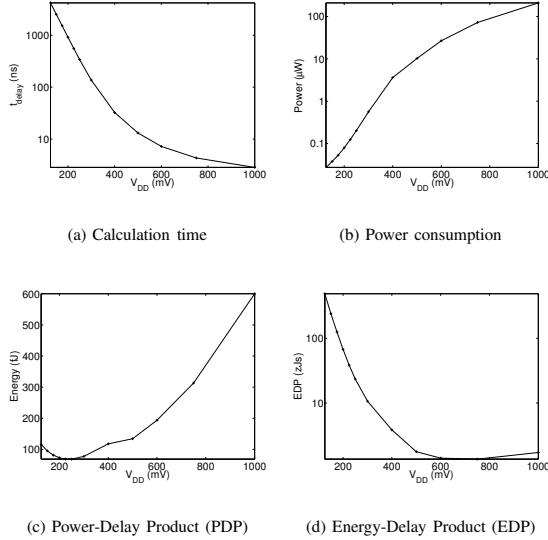 t_delay (ns)
1000
100
10
200 400 600 800 1000
V_DD (mV)
(a) Calculation time
Power (μW)
100
10
1
0.1
200 400 600 800 1000
V_DD (mV)
(b) Power consumption
Energy (fJ)
600
500
400
300
200
100
200 400 600 800 1000
V_DD (mV)
(c) Power-Delay Product (PDP)
EDP (zJs)
100
10
200 400 600 800 1000
V_DD (mV)
(d) Energy-Delay Product (EDP)